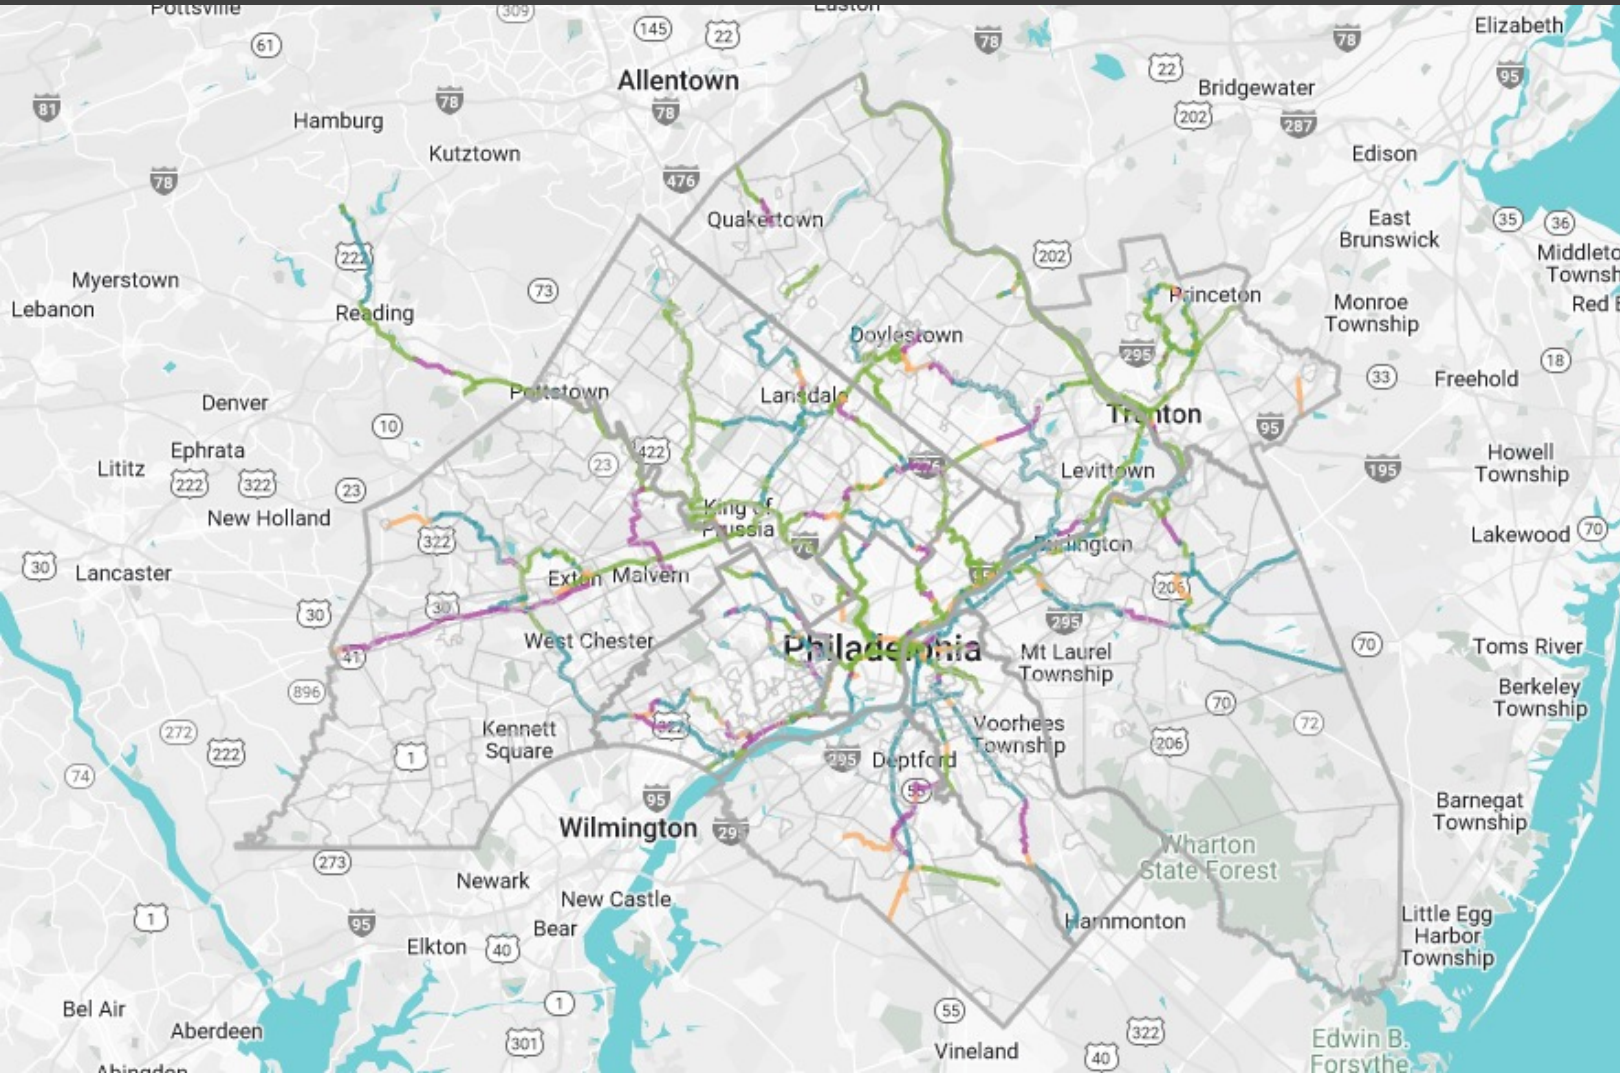 Pottsville
309
Easton
145
22
61
78
78
Elizabeth
22
95
Allentown
Bridgewater
81
78
78
202
287
Hamburg
Kutztown
Edison
78
476
Quakertown
East
Brunswick
35
36
222
202
Middleto
Townsh
Myerstown
73
Princeton
Monroe
Township
Red
Lebanon
Reading
Doylestown
295
18
Pottstown
Lansdale
33
Freehold
Denver
Trenton
10
95
Ephrata
422
Howell
Township
Lititz
23
Levittown
195
222
322
23
New Holland
King of
Prussia
Lakewood
70
322
76
Burlington
30
Lancaster
Exton
Malvern
95
206
30
30
295
West Chester
Philadelphia
70
Toms River
41
Mt Laurel
Township
896
Berkeley
Township
70
272
222
Kennett
Square
322
Voorhees
Township
72
1
206
74
295
Deptford
95
55
Barnegat
Township
Wilmington
Wharton
State Forest
273
Newark
New Castle
1
95
Bear
Hammonton
Little Egg
Harbor
Township
Elkton
40
Bel Air
1
55
Aberdeen
301
322
Vineland
40
Edwin B.
Forsythe
Abingdon